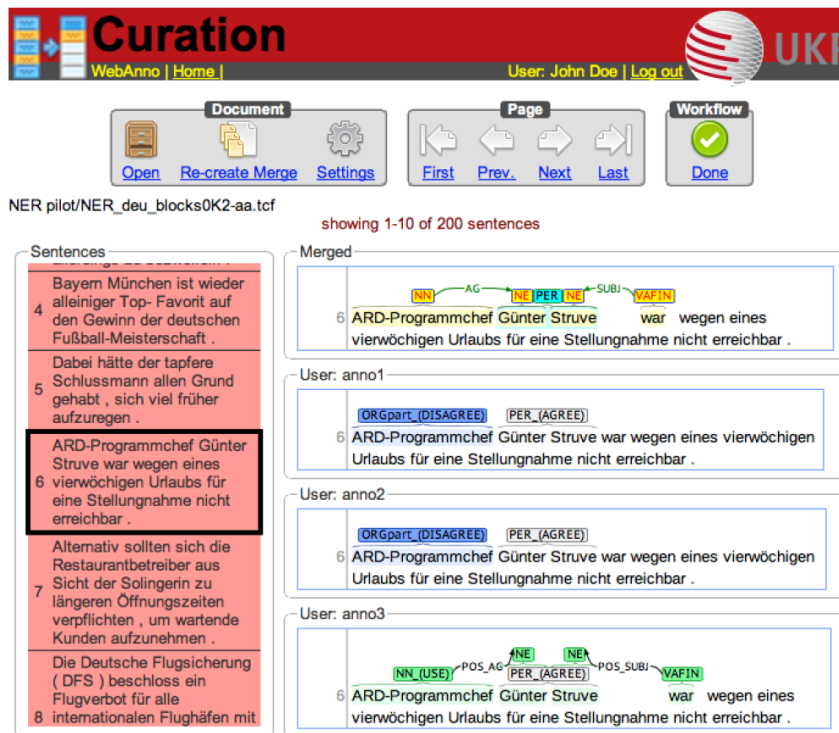 Curation
WebAnno | Home |
User: John Doe | Log out
UKP
Document
Page
Workflow
Open
Re-create Merge
Settings
First
Prev.
Next
Last
Done
NER pilot/NER_deu_blocks0K2-aa.tcf
showing 1-10 of 200 sentences
Sentences
4 Bayern München ist wieder
alleiniger Top- Favorit auf
den Gewinn der deutschen
Fußball-Meisterschaft .
5 Dabei hätte der tapfere
Schlussmann allen Grund
gehabt , sich viel früher
aufzuregen .
6 ARD-Programmchef Günter
Struve war wegen eines
vierwöchigen Urlaubs für
eine Stellungnahme nicht
erreichbar .
7 Alternativ sollten sich die
Restaurantbetreiber aus
Sicht der Solingerin zu
längeren Öffnungszeiten
verpflichten , um wartende
Kunden aufzunehmen .
8 Die Deutsche Flugsicherung
( DFS ) beschloss ein
Flugverbot für alle
internationalen Flughäfen mit
Merged
NN AG NE PER NE SUBJ VAFIN
6 ARD-Programmchef Günter Struve war wegen eines
vierwöchigen Urlaubs für eine Stellungnahme nicht erreichbar .
User: anno1
ORGpart_(DISAGREE) PER_(AGREE)
6 ARD-Programmchef Günter Struve war wegen eines vierwöchigen
Urlaubs für eine Stellungnahme nicht erreichbar .
User: anno2
ORGpart_(DISAGREE) PER_(AGREE)
6 ARD-Programmchef Günter Struve war wegen eines vierwöchigen
Urlaubs für eine Stellungnahme nicht erreichbar .
User: anno3
NE NE
NN_(USE) POS_AG PER_(AGREE) POS_SUBJ VAFIN
6 ARD-Programmchef Günter Struve war wegen eines
vierwöchigen Urlaubs für eine Stellungnahme nicht erreichbar .